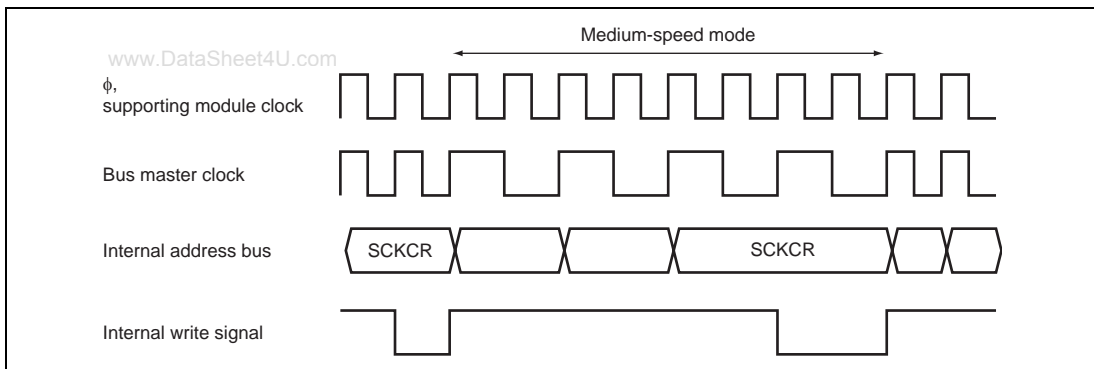 Medium-speed mode
www.DataSheet4U.com
ϕ,
supporting module clock
Bus master clock
Internal address bus
SCKCR
SCKCR
Internal write signal